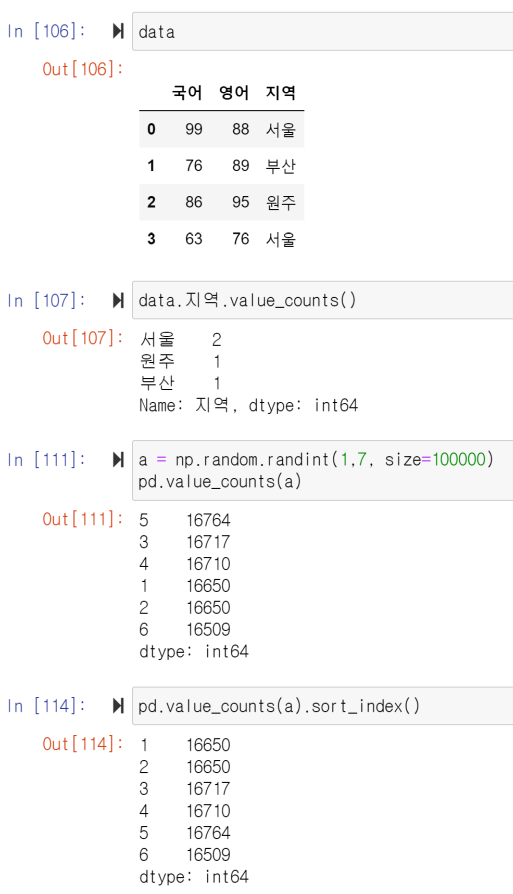 In [106]: data
Out[106]:
국어 영어 지역
0 99 88 서울
1 76 89 부산
2 86 95 원주
3 63 76 서울
In [107]: data.지역.value_counts()
Out[107]: 서울 2
원주 1
부산 1
Name: 지역, dtype: int64
In [111]: a = np.random.randint(1,7, size=100000)
pd.value_counts(a)
Out[111]: 5 16764
3 16717
4 16710
1 16650
2 16650
6 16509
dtype: int64
In [114]: pd.value_counts(a).sort_index()
Out[114]: 1 16650
2 16650
3 16717
4 16710
5 16764
6 16509
dtype: int64